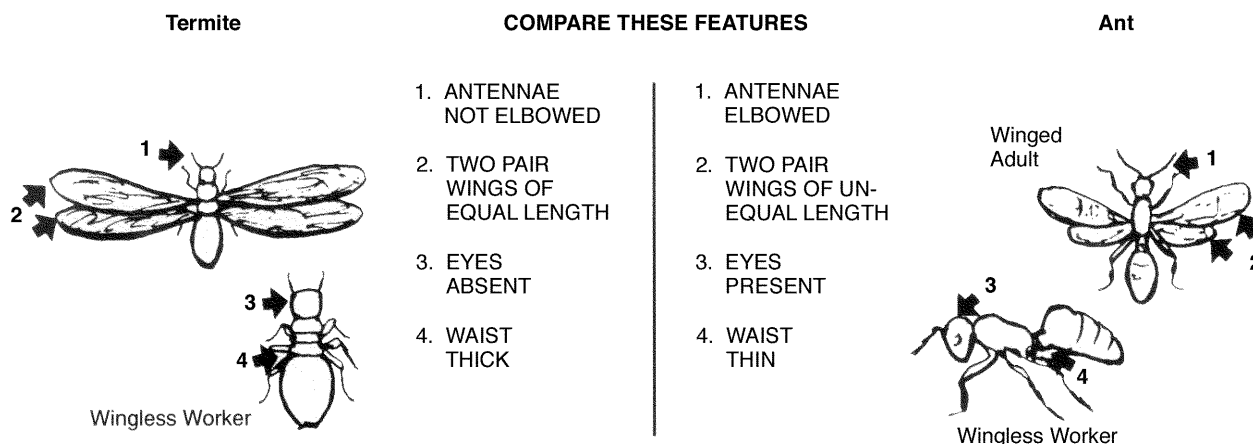 Termite
COMPARE THESE FEATURES
Ant
1. ANTENNAE
NOT ELBOWED
2. TWO PAIR
WINGS OF
EQUAL LENGTH
3. EYES
ABSENT
4. WAIST
THICK
1. ANTENNAE
ELBOWED
2. TWO PAIR
WINGS OF UN-
EQUAL LENGTH
3. EYES
PRESENT
4. WAIST
THIN
1
2
3
4
Wingless Worker
Winged
Adult
1
2
3
4
Wingless Worker